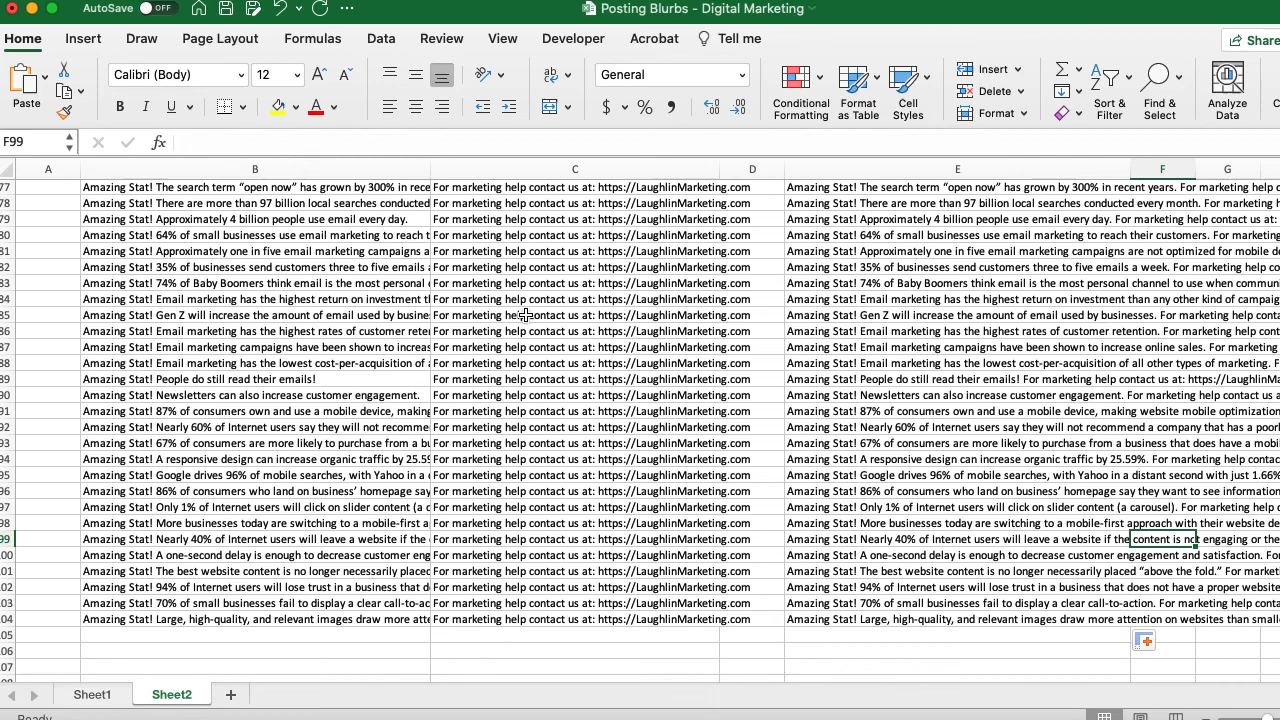 AutoSave OFF Posting Blurbs - Digital Marketing
Home Insert Draw Page Layout Formulas Data Review View Developer Acrobat Tell me Share
Paste Calibri (Body) 12 General Conditional Formatting Format as Table Cell Styles Insert Delete Format Sort & Filter Find & Select Analyze Data
B I U A $ %
F99 fx
A B C D E F G
77 Amazing Stat! The search term “open now” has grown by 300% in rece For marketing help contact us at: https://LaughlinMarketing.com Amazing Stat! The search term “open now” has grown by 300% in recent years. For marketing help c
78 Amazing Stat! There are more than 97 billion local searches conducted For marketing help contact us at: https://LaughlinMarketing.com Amazing Stat! There are more than 97 billion local searches conducted every month. For marketing h
79 Amazing Stat! Approximately 4 billion people use email every day. For marketing help contact us at: https://LaughlinMarketing.com Amazing Stat! Approximately 4 billion people use email every day. For marketing help contact us at:
80 Amazing Stat! 64% of small businesses use email marketing to reach t For marketing help contact us at: https://LaughlinMarketing.com Amazing Stat! 64% of small businesses use email marketing to reach their customers. For marketing
81 Amazing Stat! Approximately one in five email marketing campaigns a For marketing help contact us at: https://LaughlinMarketing.com Amazing Stat! Approximately one in five email marketing campaigns are not optimized for mobile de
82 Amazing Stat! 35% of businesses send customers three to five emails a For marketing help contact us at: https://LaughlinMarketing.com Amazing Stat! 35% of businesses send customers three to five emails a week. For marketing help co
83 Amazing Stat! 74% of Baby Boomers think email is the most personal c For marketing help contact us at: https://LaughlinMarketing.com Amazing Stat! 74% of Baby Boomers think email is the most personal channel to use when commun
84 Amazing Stat! Email marketing has the highest return on investment th For marketing help contact us at: https://LaughlinMarketing.com Amazing Stat! Email marketing has the highest return on investment than any other kind of campaig
85 Amazing Stat! Gen Z will increase the amount of email used by busine For marketing help contact us at: https://LaughlinMarketing.com Amazing Stat! Gen Z will increase the amount of email used by businesses. For marketing help conta
86 Amazing Stat! Email marketing has the highest rates of customer rete For marketing help contact us at: https://LaughlinMarketing.com Amazing Stat! Email marketing has the highest rates of customer retention. For marketing help cont
87 Amazing Stat! Email marketing campaigns have been shown to increas For marketing help contact us at: https://LaughlinMarketing.com Amazing Stat! Email marketing campaigns have been shown to increase online sales. For marketing
88 Amazing Stat! Email marketing has the lowest cost-per-acquisition of a For marketing help contact us at: https://LaughlinMarketing.com Amazing Stat! Email marketing has the lowest cost-per-acquisition of all other types of marketing. F
89 Amazing Stat! People do still read their emails! For marketing help contact us at: https://LaughlinMarketing.com Amazing Stat! People do still read their emails! For marketing help contact us at: https://LaughlinMa
90 Amazing Stat! Newsletters can also increase customer engagement. For marketing help contact us at: https://LaughlinMarketing.com Amazing Stat! Newsletters can also increase customer engagement. For marketing help contact us a
91 Amazing Stat! 87% of consumers own and use a mobile device, making For marketing help contact us at: https://LaughlinMarketing.com Amazing Stat! 87% of consumers own and use a mobile device, making website mobile optimization
92 Amazing Stat! Nearly 60% of Internet users say they will not recomme For marketing help contact us at: https://LaughlinMarketing.com Amazing Stat! Nearly 60% of Internet users say they will not recommend a company that has a poorl
93 Amazing Stat! 67% of consumers are more likely to purchase from a bu For marketing help contact us at: https://LaughlinMarketing.com Amazing Stat! 67% of consumers are more likely to purchase from a business that does have a mobi
94 Amazing Stat! A responsive design can increase organic traffic by 25.59 For marketing help contact us at: https://LaughlinMarketing.com Amazing Stat! A responsive design can increase organic traffic by 25.59%. For marketing help contac
95 Amazing Stat! Google drives 96% of mobile searches, with Yahoo in a d For marketing help contact us at: https://LaughlinMarketing.com Amazing Stat! Google drives 96% of mobile searches, with Yahoo in a distant second with just 1.66%
96 Amazing Stat! 86% of consumers who land on business’ homepage say For marketing help contact us at: https://LaughlinMarketing.com Amazing Stat! 86% of consumers who land on business’ homepage say they want to see information
97 Amazing Stat! Only 1% of Internet users will click on slider content (a c For marketing help contact us at: https://LaughlinMarketing.com Amazing Stat! Only 1% of Internet users will click on slider content (a carousel). For marketing help c
98 Amazing Stat! More businesses today are switching to a mobile-first a For marketing help contact us at: https://LaughlinMarketing.com Amazing Stat! More businesses today are switching to a mobile-first approach with their website de
99 Amazing Stat! Nearly 40% of Internet users will leave a website if the For marketing help contact us at: https://LaughlinMarketing.com Amazing Stat! Nearly 40% of Internet users will leave a website if the content is not engaging or the
100 Amazing Stat! A one-second delay is enough to decrease customer eng For marketing help contact us at: https://LaughlinMarketing.com Amazing Stat! A one-second delay is enough to decrease customer engagement and satisfaction. Fo
101 Amazing Stat! The best website content is no longer necessarily placed For marketing help contact us at: https://LaughlinMarketing.com Amazing Stat! The best website content is no longer necessarily placed “above the fold.” For market
102 Amazing Stat! 94% of Internet users will lose trust in a business that d For marketing help contact us at: https://LaughlinMarketing.com Amazing Stat! 94% of Internet users will lose trust in a business that does not have a proper websit
103 Amazing Stat! 70% of small businesses fail to display a clear call-to-ac For marketing help contact us at: https://LaughlinMarketing.com Amazing Stat! 70% of small businesses fail to display a clear call-to-action. For marketing help conta
104 Amazing Stat! Large, high-quality, and relevant images draw more atte For marketing help contact us at: https://LaughlinMarketing.com Amazing Stat! Large, high-quality, and relevant images draw more attention on websites than small
105
106
107
Sheet1 Sheet2
Ready